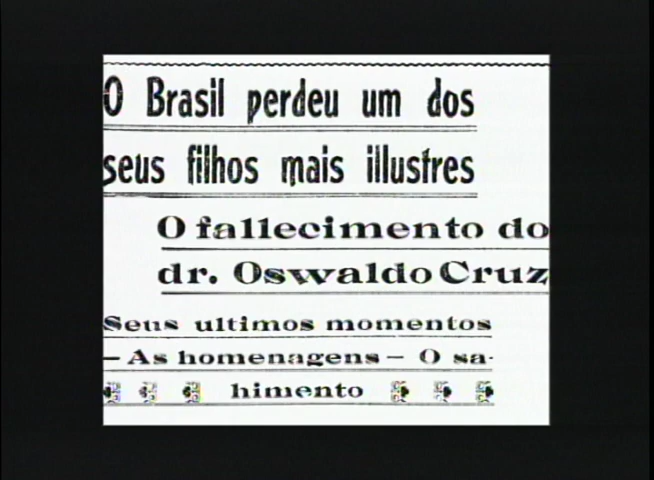 O Brasil perdeu um dos
seus filhos mais illustres
O fallecimento do
dr. Oswaldo Cruz
Seus ultimos momentos
— As homenagens — O sa-
himento